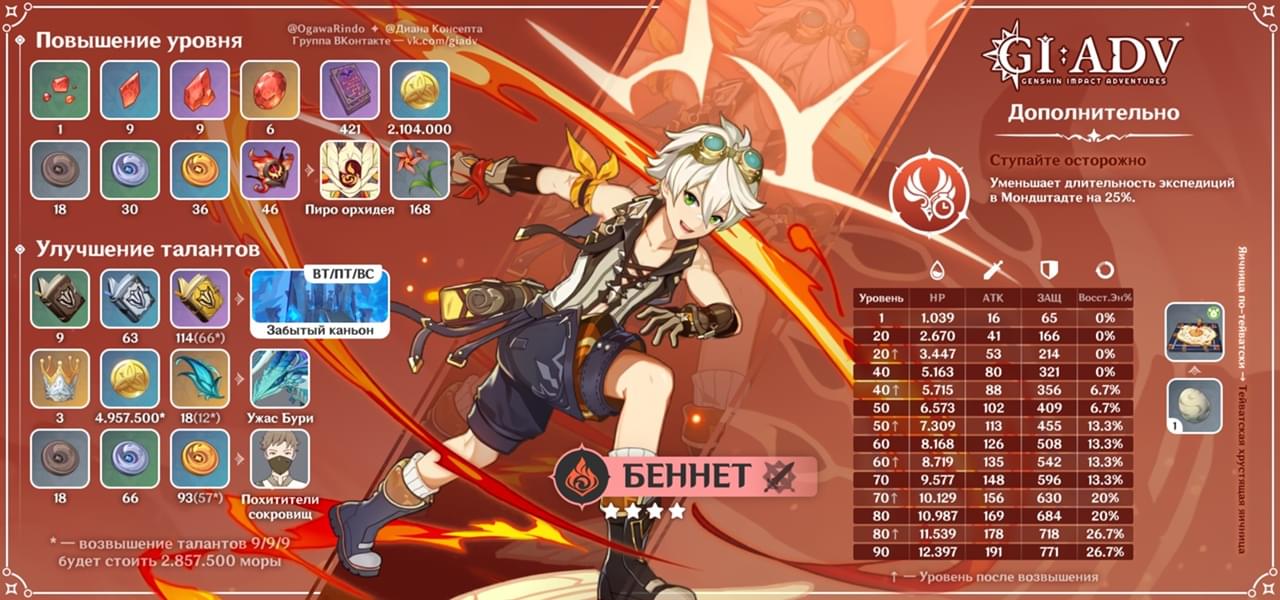 @OgawaRindo ✦ @Диана Консепта
Группа ВКонтакте — vk.com/giadv
Повышение уровня
1 9 9 6 421 2.104.000
18 30 36 46 Пиро орхидея 168
Улучшение талантов
ВТ/ПТ/ВС
Забытый каньон
9 63 114(66*)
3 4.957.500* 18(12*) Ужас Бури
18 66 93(57*) Похитители
сокровищ
* — возвышение талантов 9/9/9
будет стоить 2.857.500 моры
БЕННЕТ
GI:ADV
GENSHIN IMPACT ADVENTURES
Дополнительно
Ступайте осторожно
Уменьшает длительность экспедиций
в Мондштадте на 25%.
Уровень HP АТК ЗАЩ Восст.Эн%
1 1.039 16 65 0%
20 2.670 41 166 0%
20↑ 3.447 53 214 0%
40 5.163 80 321 0%
40↑ 5.715 88 356 6.7%
50 6.573 102 409 6.7%
50↑ 7.309 113 455 13.3%
60 8.168 126 508 13.3%
60↑ 8.719 135 542 13.3%
70 9.577 148 596 13.3%
70↑ 10.129 156 630 20%
80 10.987 169 684 20%
80↑ 11.539 178 718 26.7%
90 12.397 191 771 26.7%
↑ — Уровень после возвышения
1
Яичница по-тейватски → Тейватская хрустящая яичница